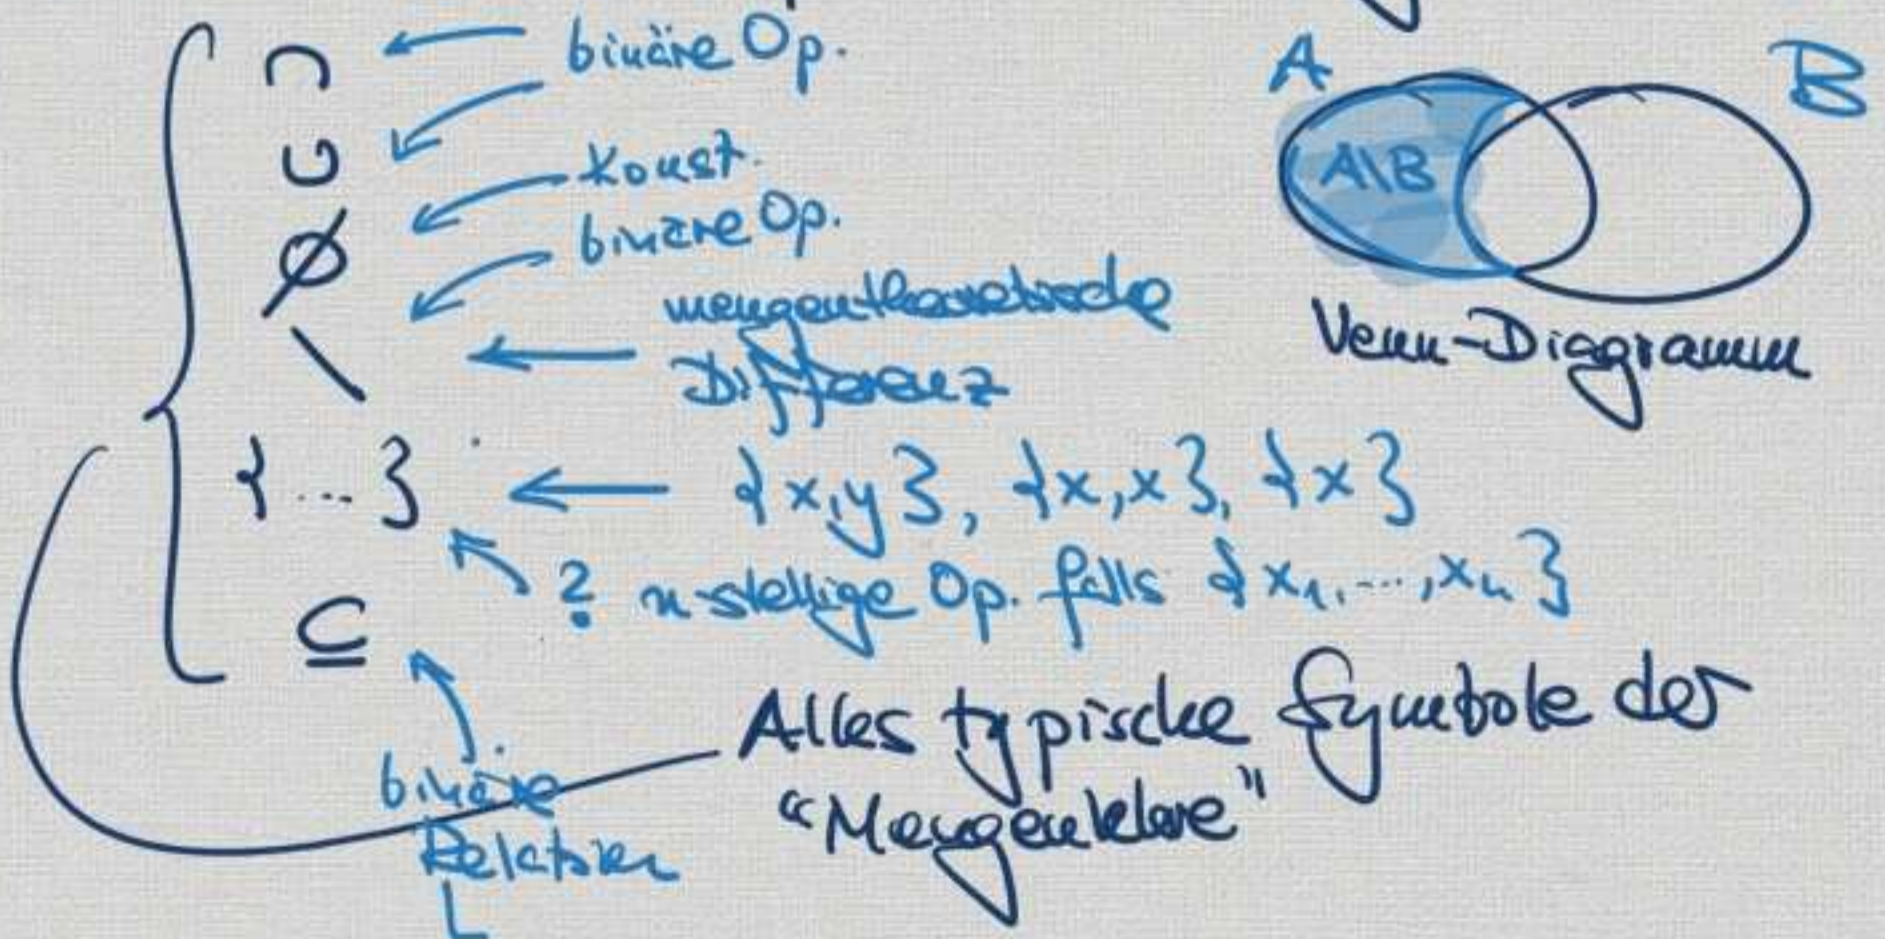 ∩ ← binäre Op.
A B
∪ ← Konst.
A\B
∅ ← binäre Op.
\ ← mengentheoretische
Differenz
Venn-Diagramm
{...} ← {x,y}, {x,x}, {x}
? n-stellige Op. falls {x₁,...,xₙ}
⊆
Alles typische Symbole der
"Mengenlehre"
binäre
Relation